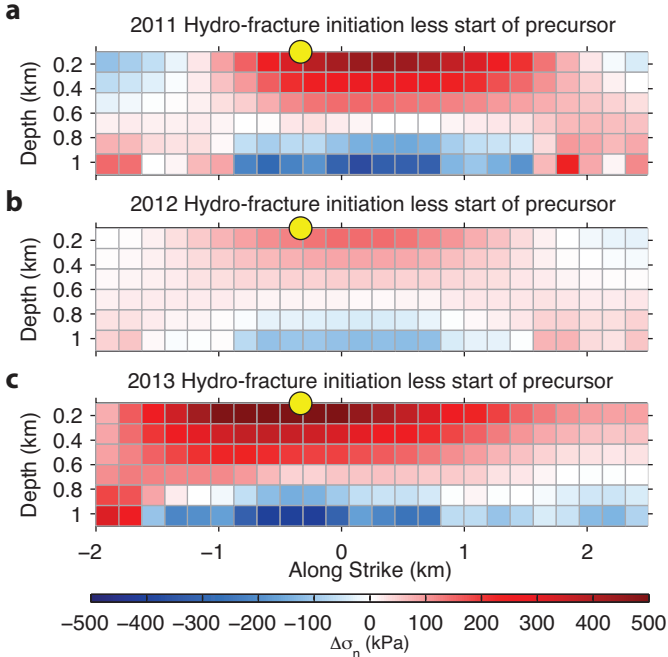 a
2011 Hydro-fracture initiation less start of precursor
Depth (km)
0.2
0.4
0.6
0.8
1
b
2012 Hydro-fracture initiation less start of precursor
Depth (km)
0.2
0.4
0.6
0.8
1
c
2013 Hydro-fracture initiation less start of precursor
Depth (km)
0.2
0.4
0.6
0.8
1
−2 −1 0 1 2
Along Strike (km)
−500 −400 −300 −200 −100 0 100 200 300 400 500
Δσn (kPa)